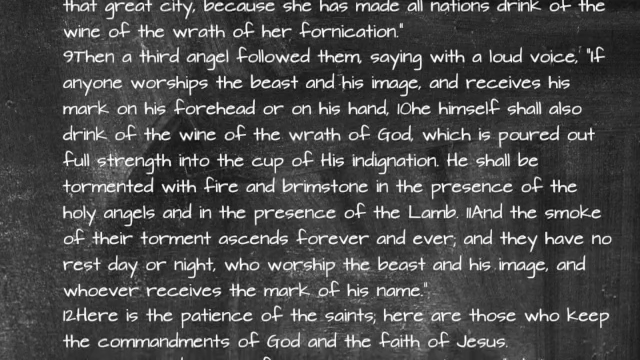 that great city, because she has made all nations drink of the
wine of the wrath of her fornication."
9Then a third angel followed them, saying with a loud voice, "If
anyone worships the beast and his image, and receives his
mark on his forehead or on his hand, 10he himself shall also
drink of the wine of the wrath of God, which is poured out
full strength into the cup of His indignation. He shall be
tormented with fire and brimstone in the presence of the
holy angels and in the presence of the Lamb. 11And the smoke
of their torment ascends forever and ever; and they have no
rest day or night, who worship the beast and his image, and
whoever receives the mark of his name."
12Here is the patience of the saints; here are those who keep
the commandments of God and the faith of Jesus.